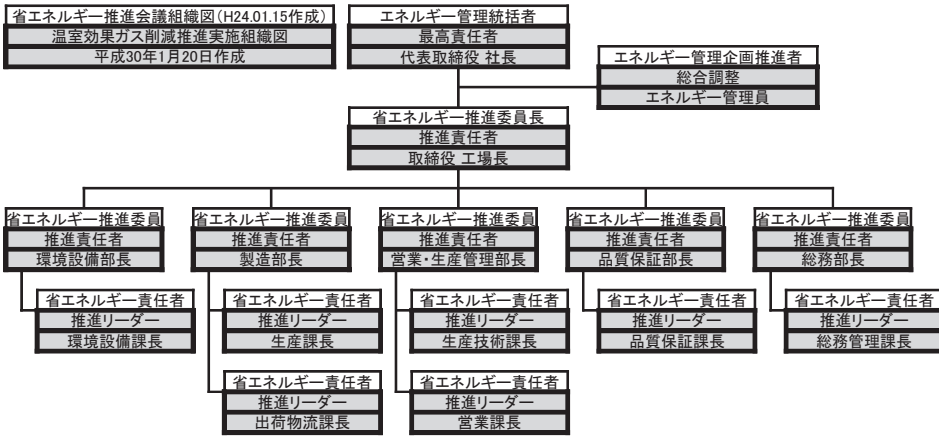 省エネルギー推進会議組織図(H24.01.15作成)
温室効果ガス削減推進実施組織図
平成30年1月20日作成
エネルギー管理統括者
最高責任者
代表取締役 社長
エネルギー管理企画推進者
総合調整
エネルギー管理員
省エネルギー推進委員長
推進責任者
取締役 工場長
省エネルギー推進委員
推進責任者
環境設備部長
省エネルギー推進委員
推進責任者
製造部長
省エネルギー推進委員
推進責任者
営業・生産管理部長
省エネルギー推進委員
推進責任者
品質保証部長
省エネルギー推進委員
推進責任者
総務部長
省エネルギー責任者
推進リーダー
環境設備課長
省エネルギー責任者
推進リーダー
生産課長
省エネルギー責任者
推進リーダー
生産技術課長
省エネルギー責任者
推進リーダー
品質保証課長
省エネルギー責任者
推進リーダー
総務管理課長
省エネルギー責任者
推進リーダー
出荷物流課長
省エネルギー責任者
推進リーダー
営業課長